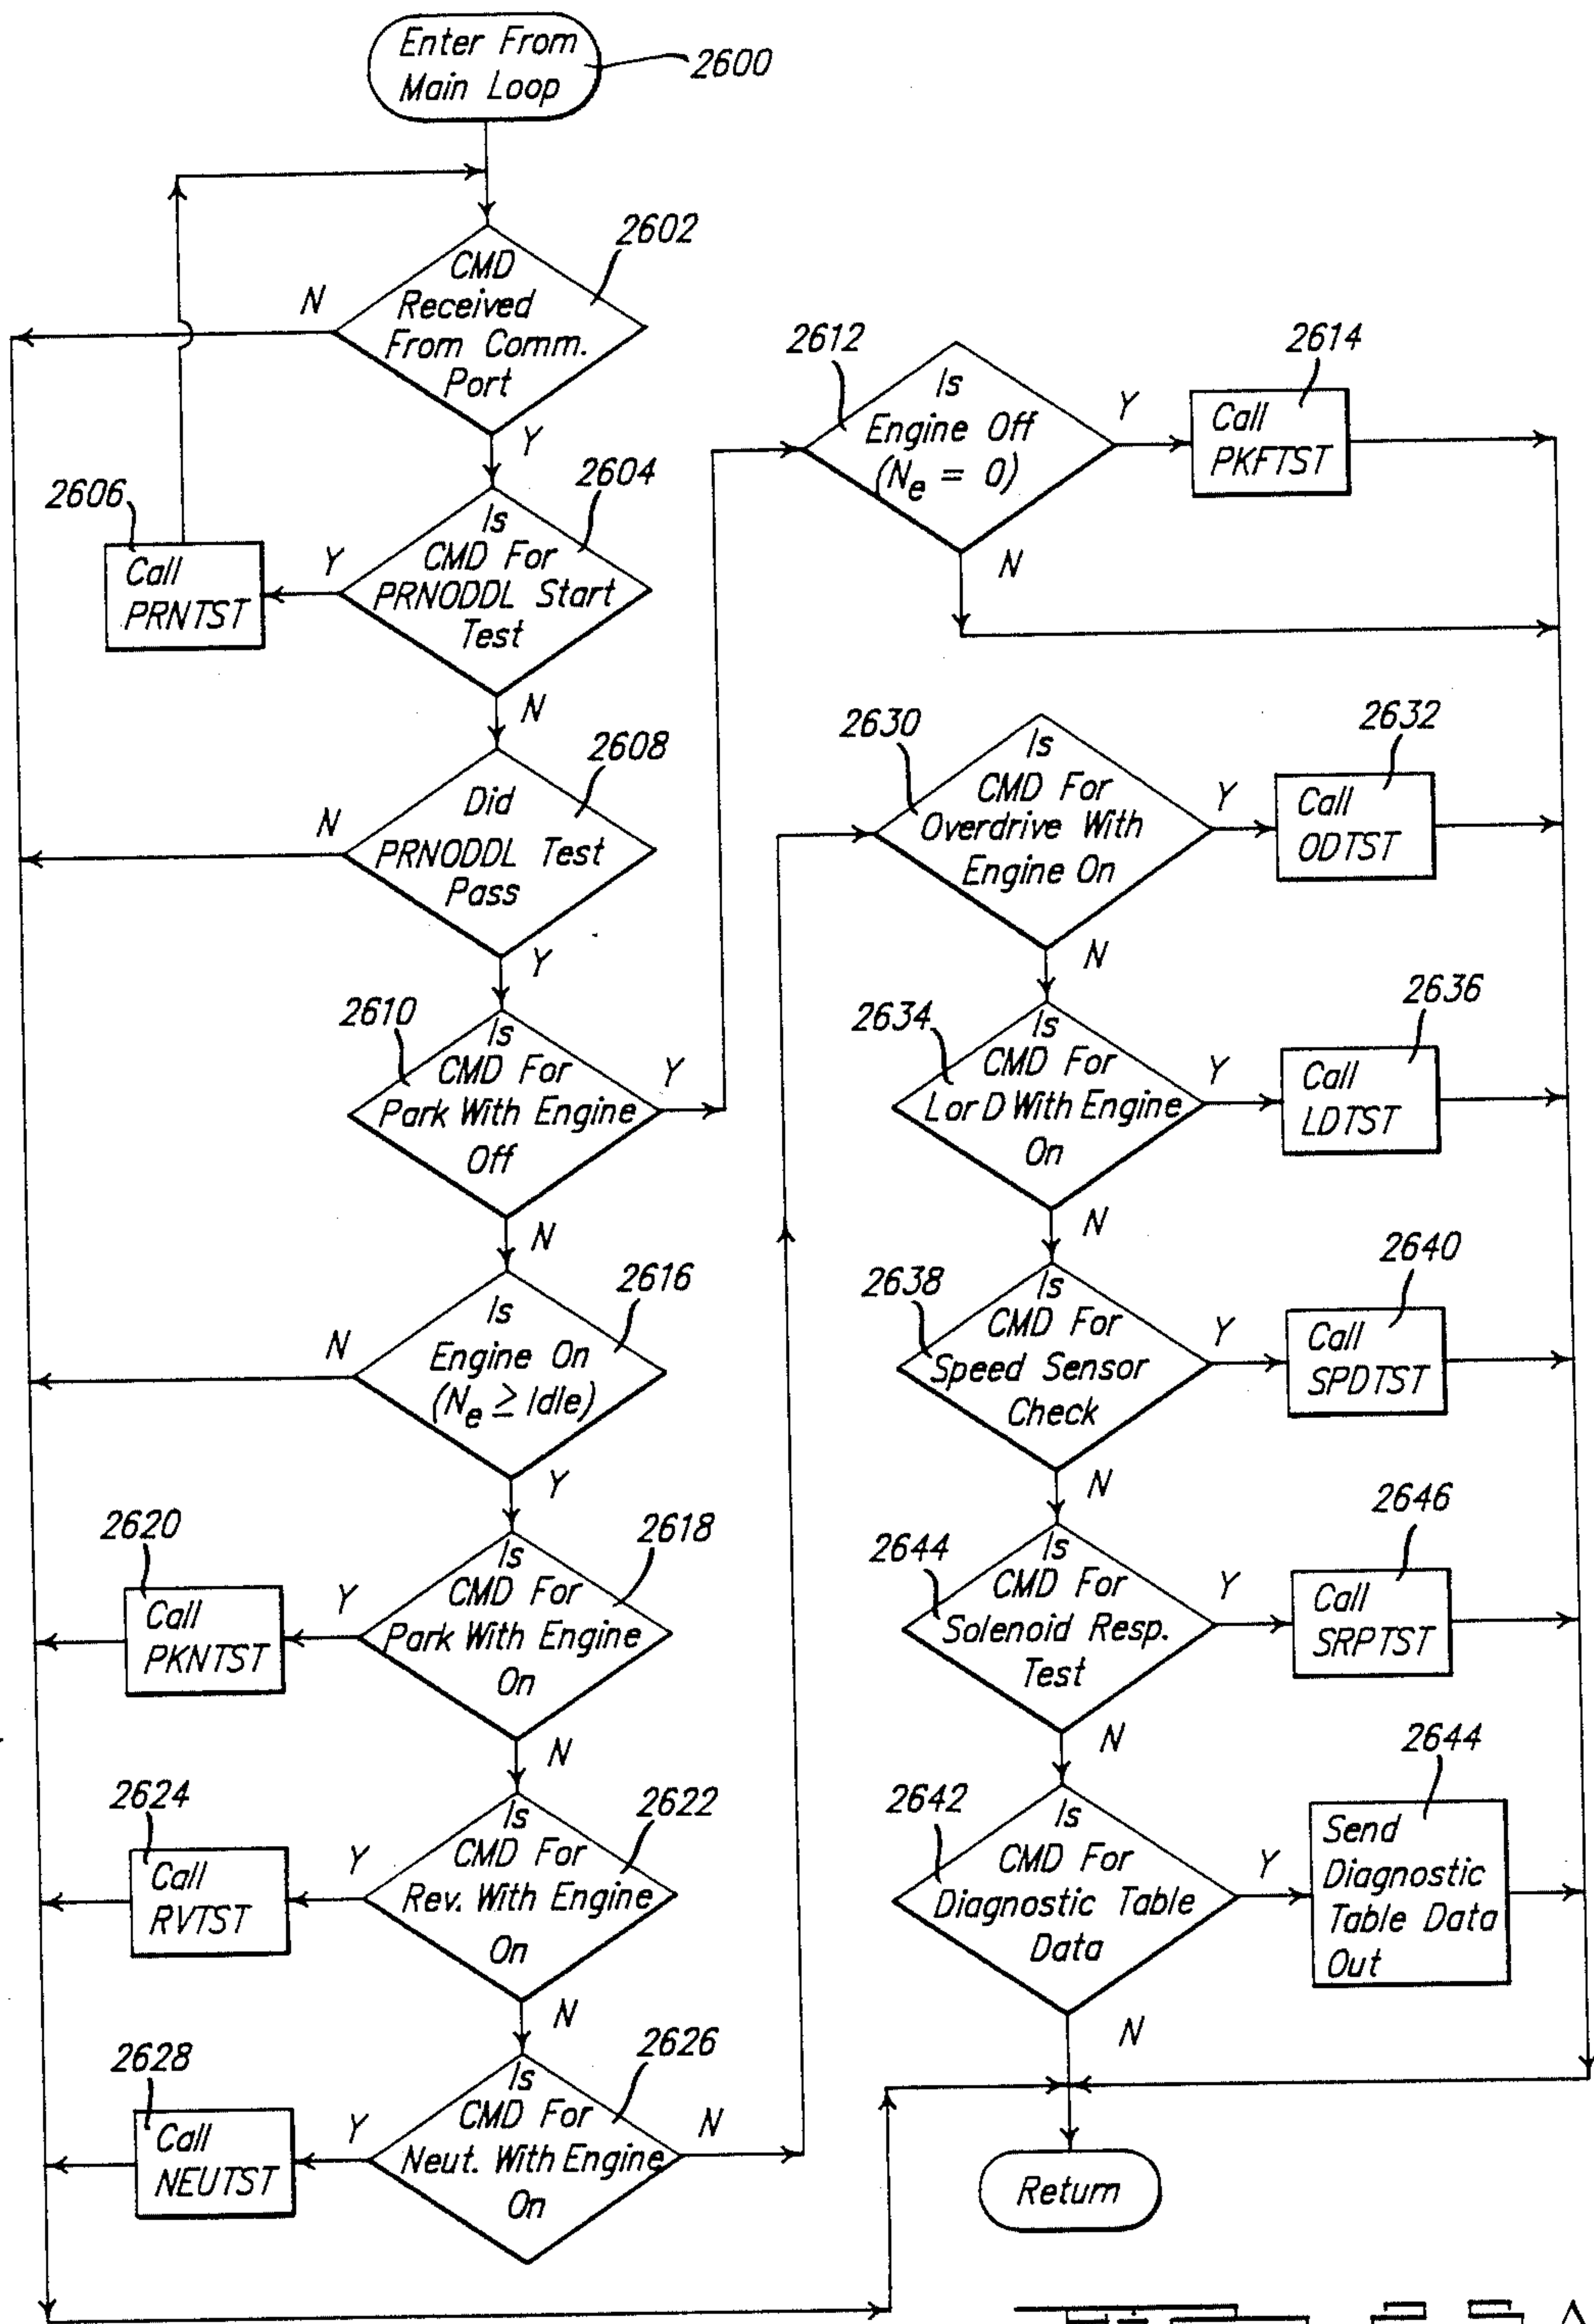 Enter From
Main Loop
2600
2602
CMD
Received
From Comm.
Port
N
Y
2604
Is
CMD For
PRNODDL Start
Test
Y
N
2606
Call
PRNTST
2608
Did
PRNODDL Test
Pass
N
Y
2610
Is
CMD For
Park With Engine
Off
Y
N
2612
Is
Engine Off
(Ne = 0)
Y
N
2614
Call
PKFTST
2616
Is
Engine On
(Ne ≥ Idle)
N
Y
2618
Is
CMD For
Park With Engine
On
Y
N
2620
Call
PKNTST
2622
Is
CMD For
Rev. With Engine
On
Y
N
2624
Call
RVTST
2626
Is
CMD For
Neut. With Engine
On
Y
N
2628
Call
NEUTST
2630
Is
CMD For
Overdrive With
Engine On
Y
N
2632
Call
ODTST
2634
Is
CMD For
L or D With Engine
On
Y
N
2636
Call
LDTST
2638
Is
CMD For
Speed Sensor
Check
Y
N
2640
Call
SPDTST
2644
Is
CMD For
Solenoid Resp.
Test
Y
N
2646
Call
SRPTST
2642
Is
CMD For
Diagnostic Table
Data
Y
N
2644
Send
Diagnostic
Table Data
Out
Return